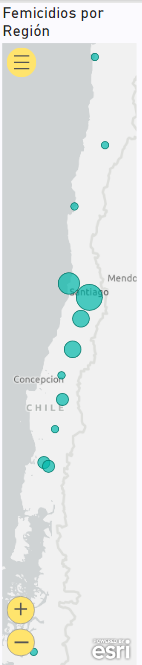 Femicidios por
Región
Mendo
Santiago
Concepcion
CHILE
esri